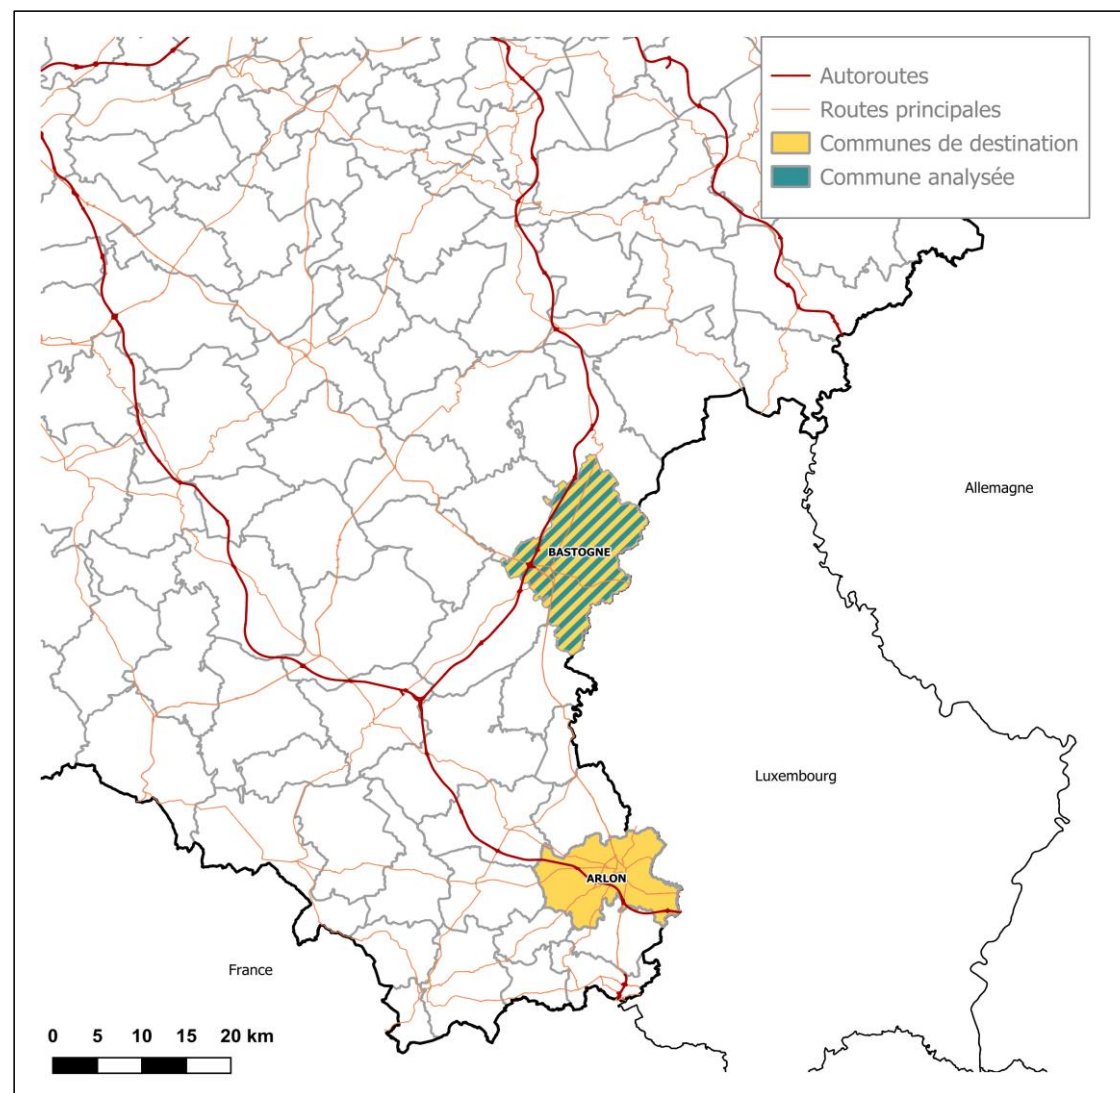 Autoroutes
Routes principales
Communes de destination
Commune analysée
Allemagne
BASTOGNE
Luxembourg
ARLON
France
0 5 10 15 20 km